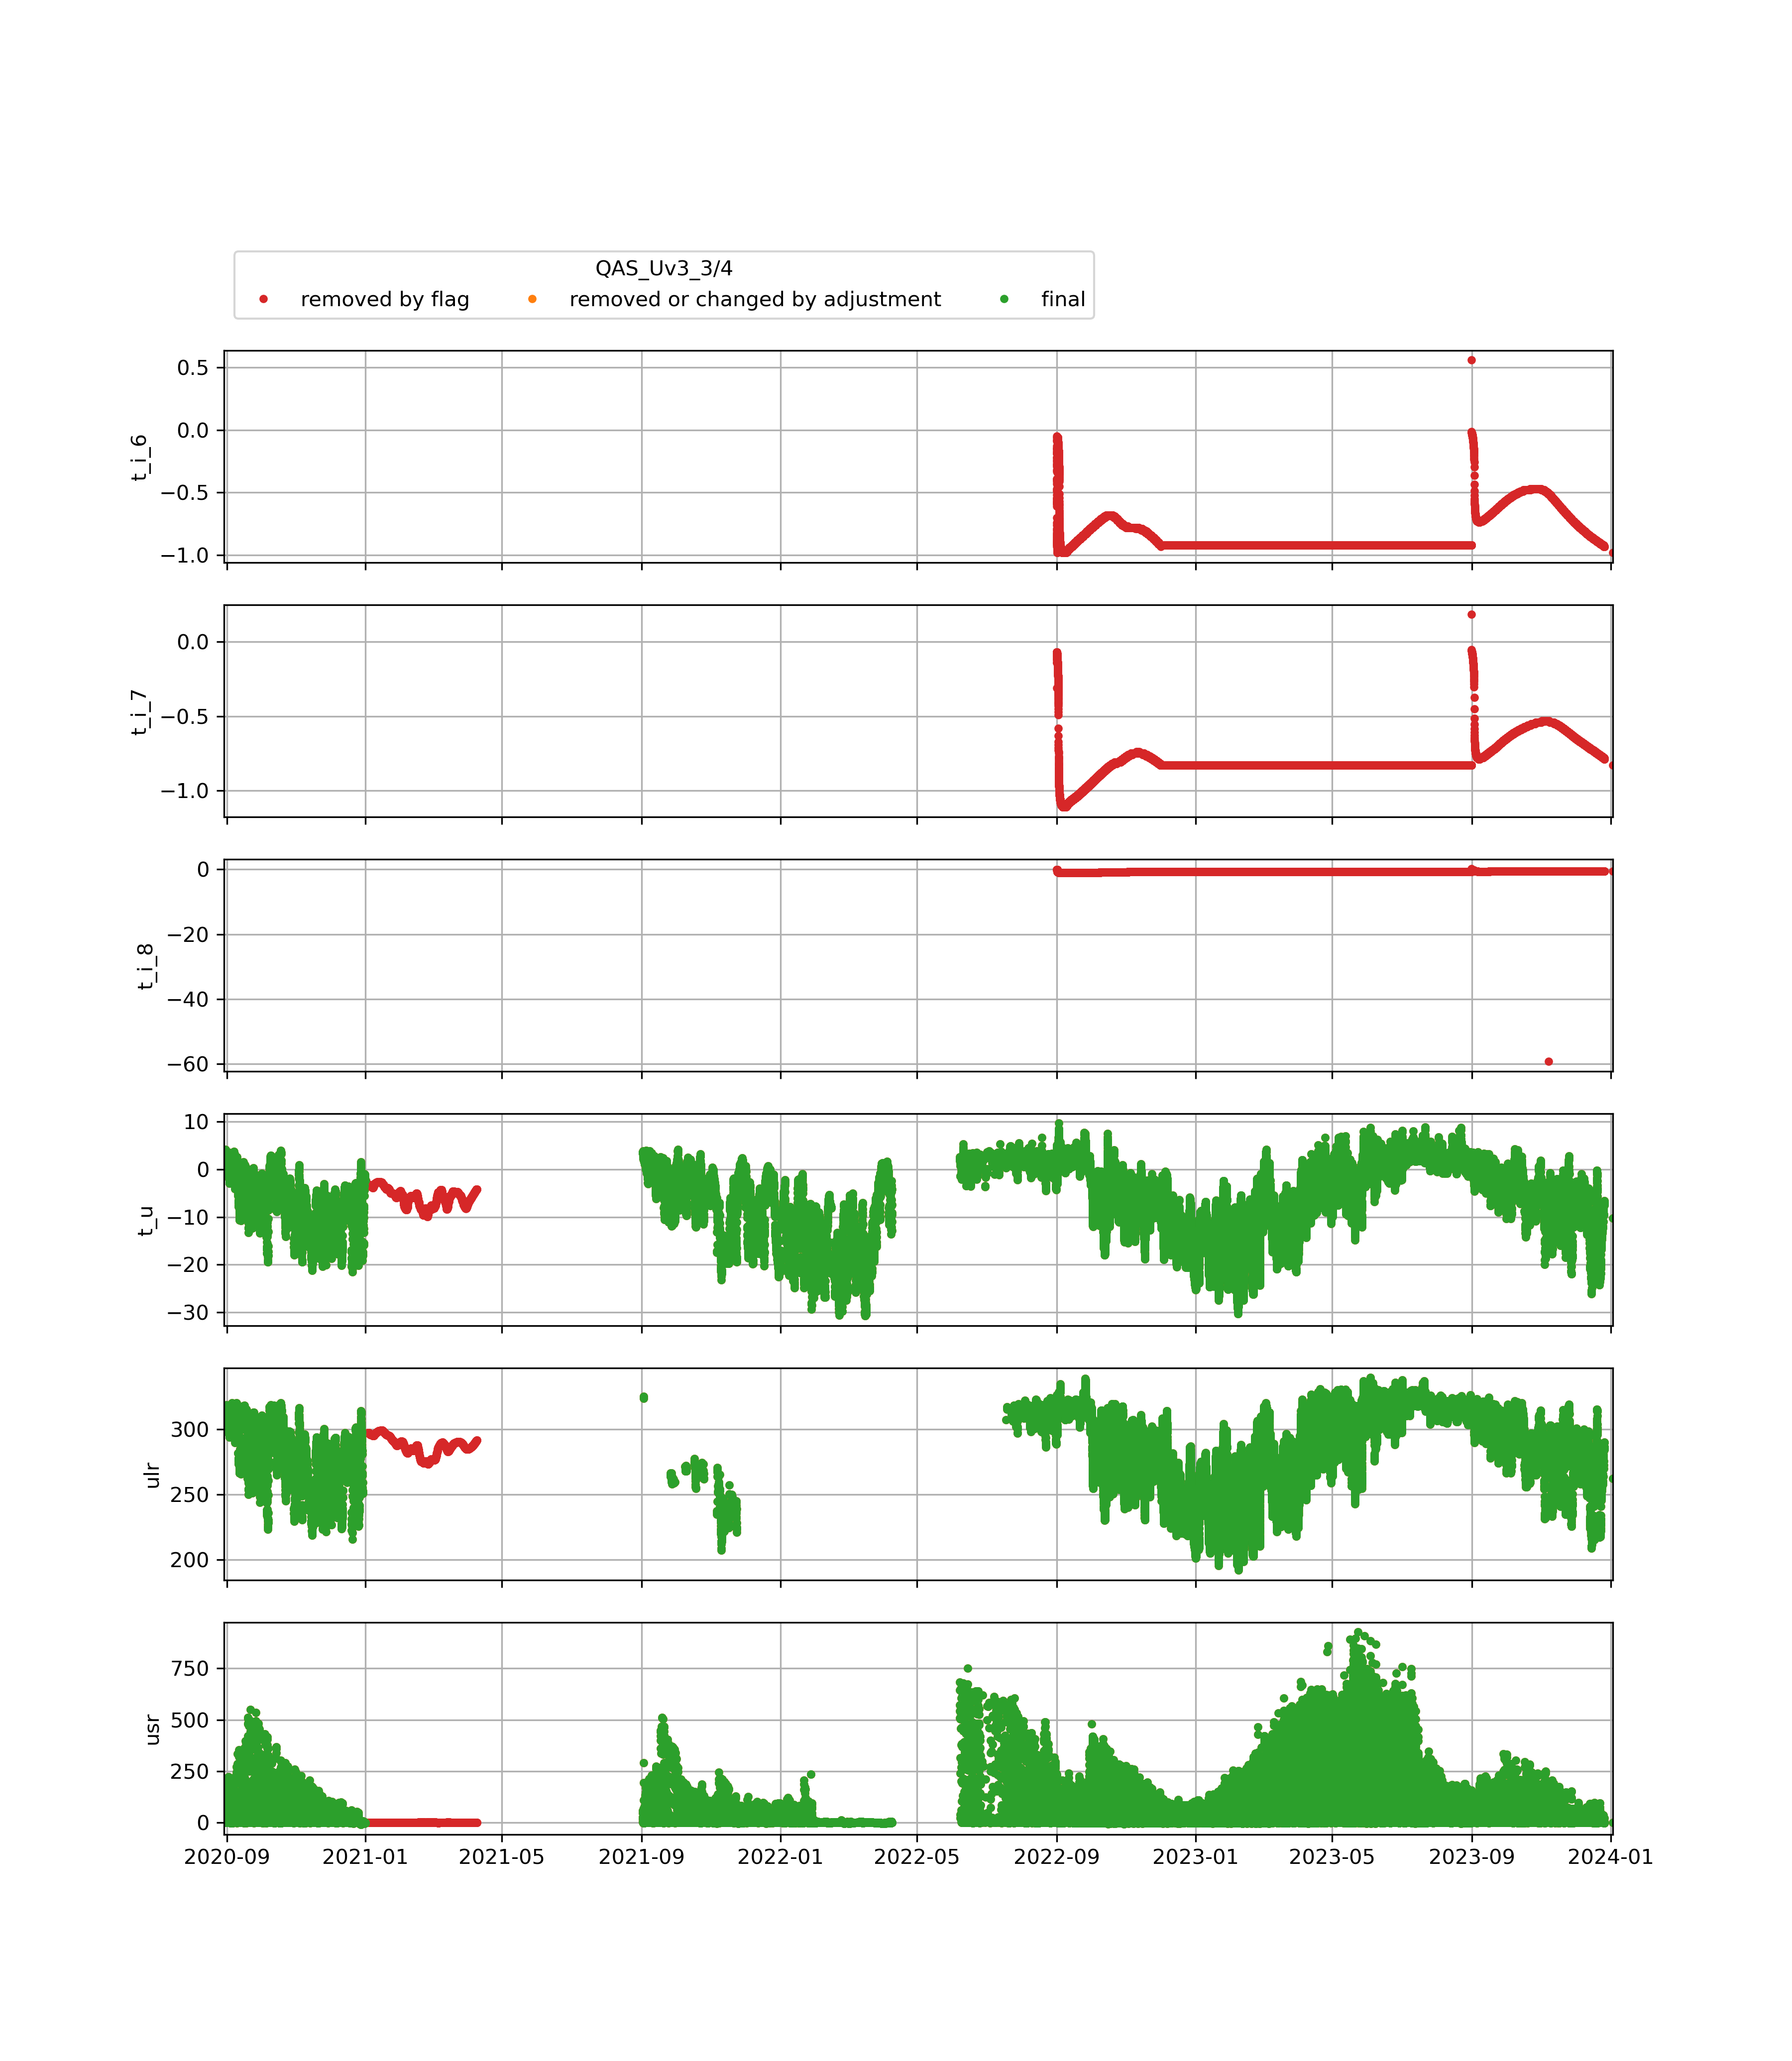 QAS_Uv3_3/4
removed by flag removed or changed by adjustment final
0.5
0.0
−0.5
−1.0
t_i_6
0.0
−0.5
−1.0
t_i_7
0
−20
−40
−60
t_i_8
10
0
−10
−20
−30
t_u
300
250
200
ulr
750
500
250
0
usr
2020-09 2021-01 2021-05 2021-09 2022-01 2022-05 2022-09 2023-01 2023-05 2023-09 2024-01